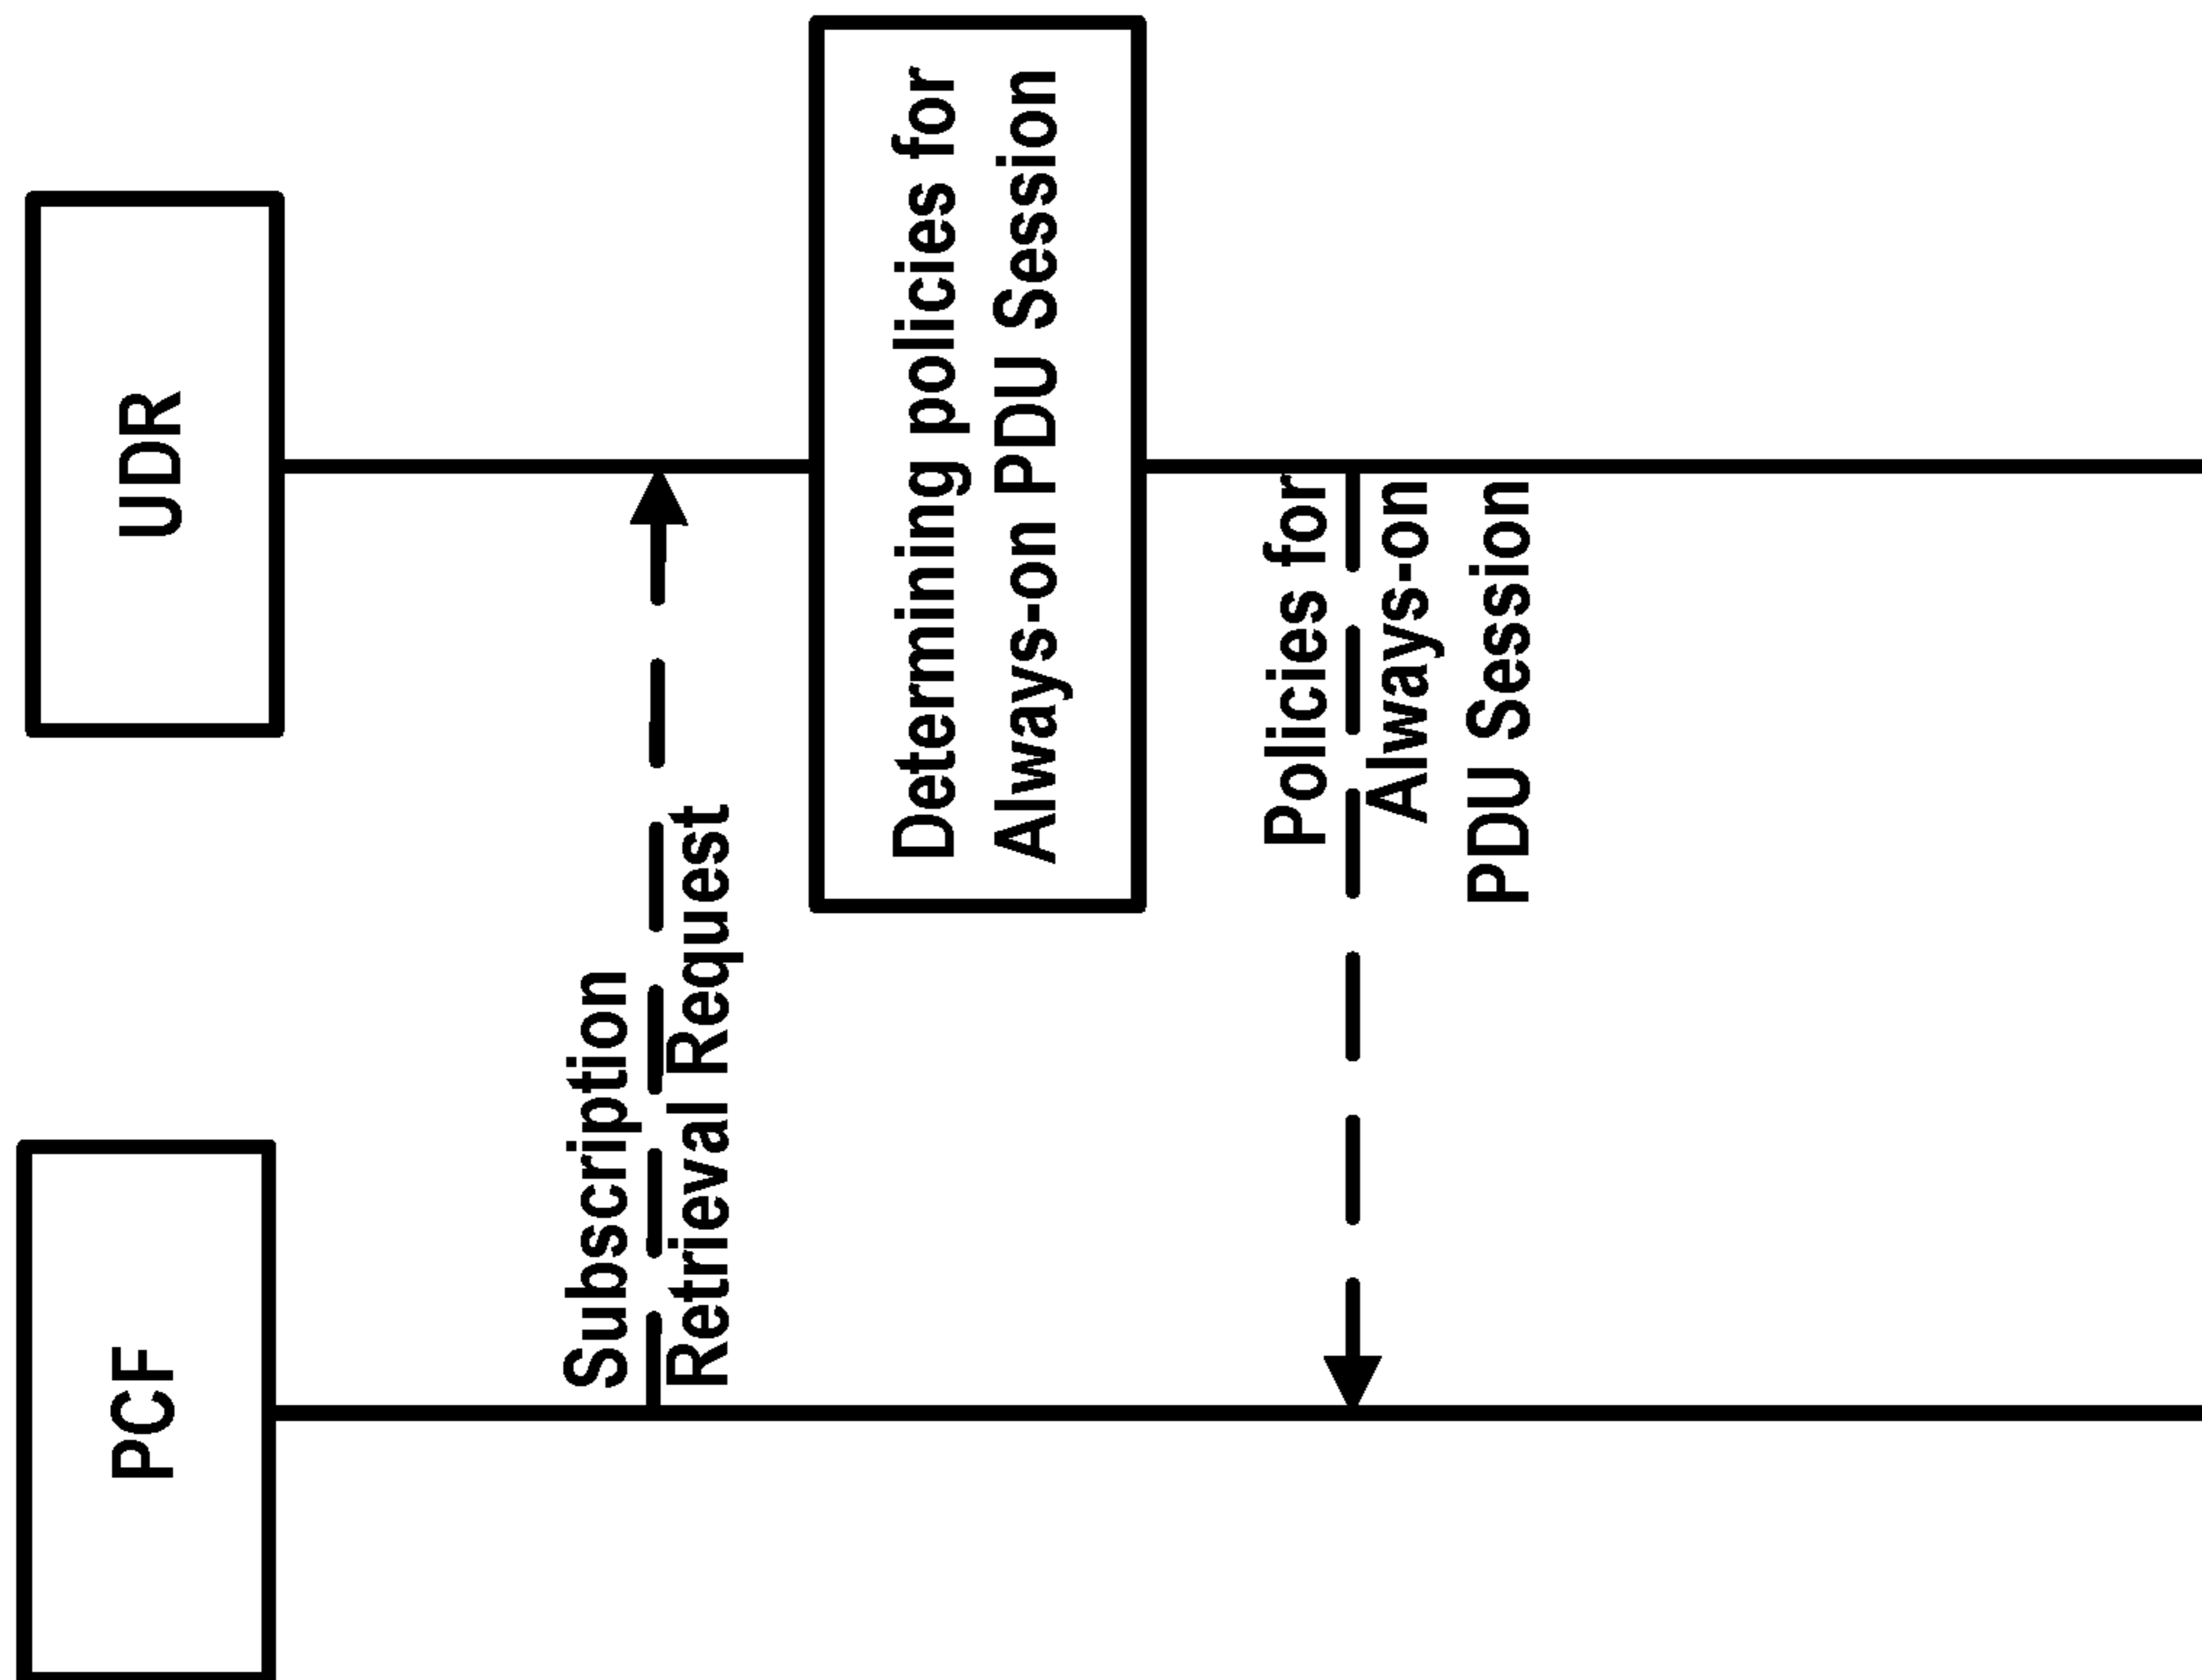 PCF
UDR
Subscription
Retrieval Request
Determining policies for
Always-on PDU Session
Policies for
Always-on
PDU Session